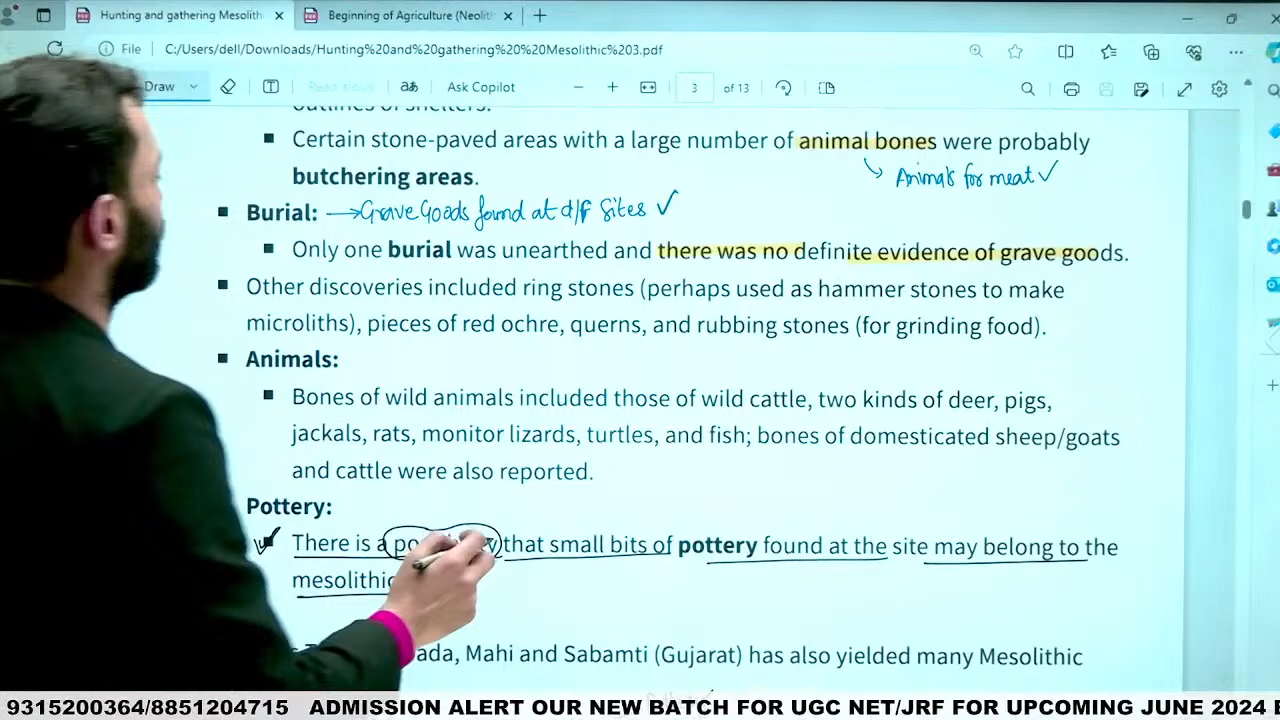 Hunting and gathering Mesolith
Beginning of Agriculture (Neolith
File
C:/Users/dell/Downloads/Hunting%20and%20gathering%20%20Mesolithic%203.pdf
Draw
Read aloud
aあ
Ask Copilot
3 of 13
outlines of shelters.
Certain stone-paved areas with a large number of animal bones were probably
butchering areas.
Animals for meat ✓
Burial: → Grave Goods found at d/f Sites ✓
Only one burial was unearthed and there was no definite evidence of grave goods.
Other discoveries included ring stones (perhaps used as hammer stones to make
microliths), pieces of red ochre, querns, and rubbing stones (for grinding food).
Animals:
Bones of wild animals included those of wild cattle, two kinds of deer, pigs,
jackals, rats, monitor lizards, turtles, and fish; bones of domesticated sheep/goats
and cattle were also reported.
Pottery:
There is a that small bits of pottery found at the site may belong to the
mesolithic
Mahi and Sabamti (Gujarat) has also yielded many Mesolithic
9315200364/8851204715 ADMISSION ALERT OUR NEW BATCH FOR UGC NET/JRF FOR UPCOMING JUNE 2024